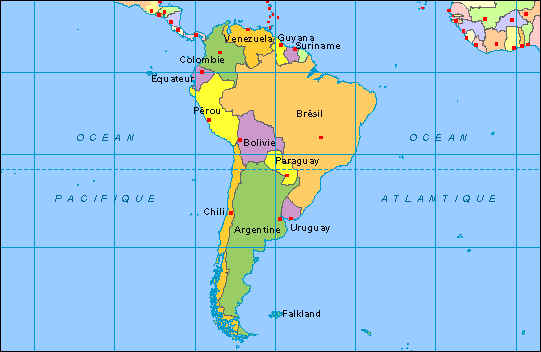 Venezuela
Guyana
Suriname
Colombie
Equateur
Pérou
Brésil
OCEAN
OCEAN
Bolivie
Paraguay
PACIFIQUE
ATLANTIQUE
Chili
Argentine
Uruguay
Falkland